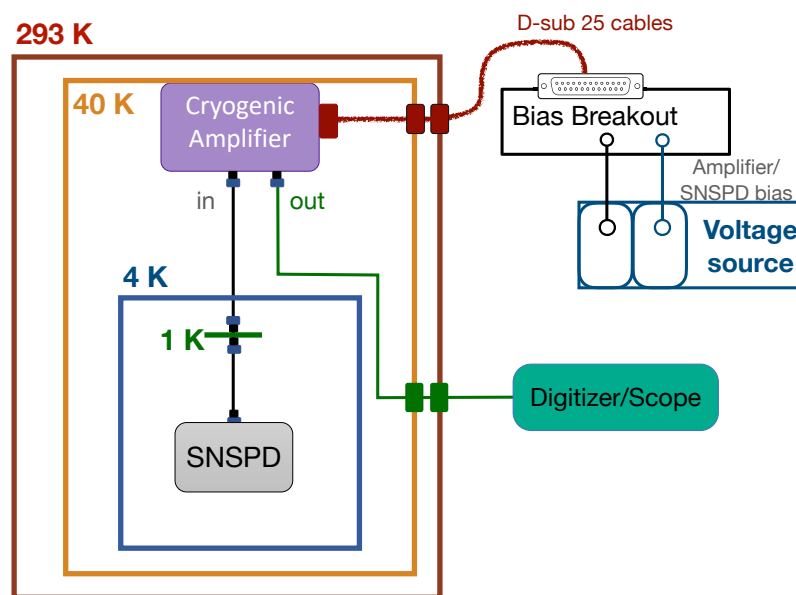 D-sub 25 cables
293 K
40 K
Cryogenic
Amplifier
Bias Breakout
Amplifier/
SNSPD bias
in
out
Voltage
source
4 K
1 K
Digitizer/Scope
SNSPD